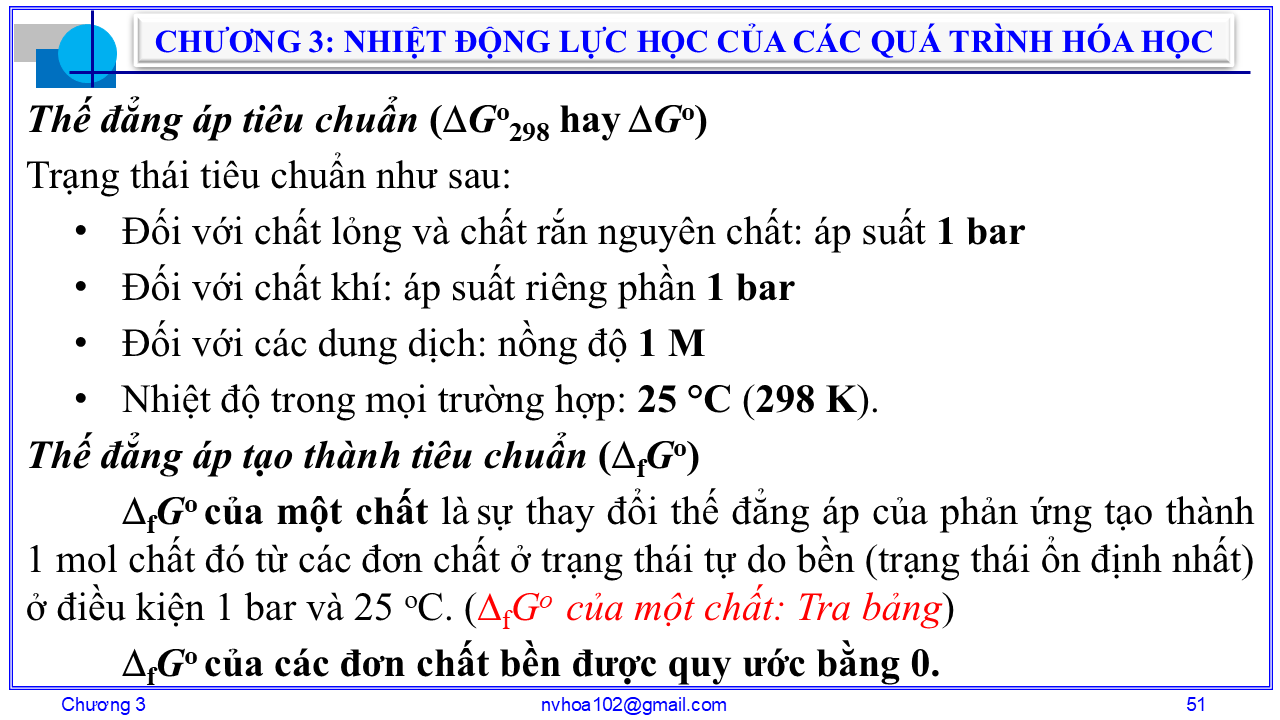 CHƯƠNG 3: NHIỆT ĐỘNG LỰC HỌC CỦA CÁC QUÁ TRÌNH HÓA HỌC
Thế đẳng áp tiêu chuẩn (ΔGº₂₉₈ hay ΔGº)
Trạng thái tiêu chuẩn như sau:
• Đối với chất lỏng và chất rắn nguyên chất: áp suất 1 bar
• Đối với chất khí: áp suất riêng phần 1 bar
• Đối với các dung dịch: nồng độ 1 M
• Nhiệt độ trong mọi trường hợp: 25 °C (298 K).
Thế đẳng áp tạo thành tiêu chuẩn (ΔfGº)
ΔfGº của một chất là sự thay đổi thế đẳng áp của phản ứng tạo thành
1 mol chất đó từ các đơn chất ở trạng thái tự do bền (trạng thái ổn định nhất)
ở điều kiện 1 bar và 25 ºC. (ΔfGº của một chất: Tra bảng)
ΔfGº của các đơn chất bền được quy ước bằng 0.
Chương 3
nvhoa102@gmail.com
51